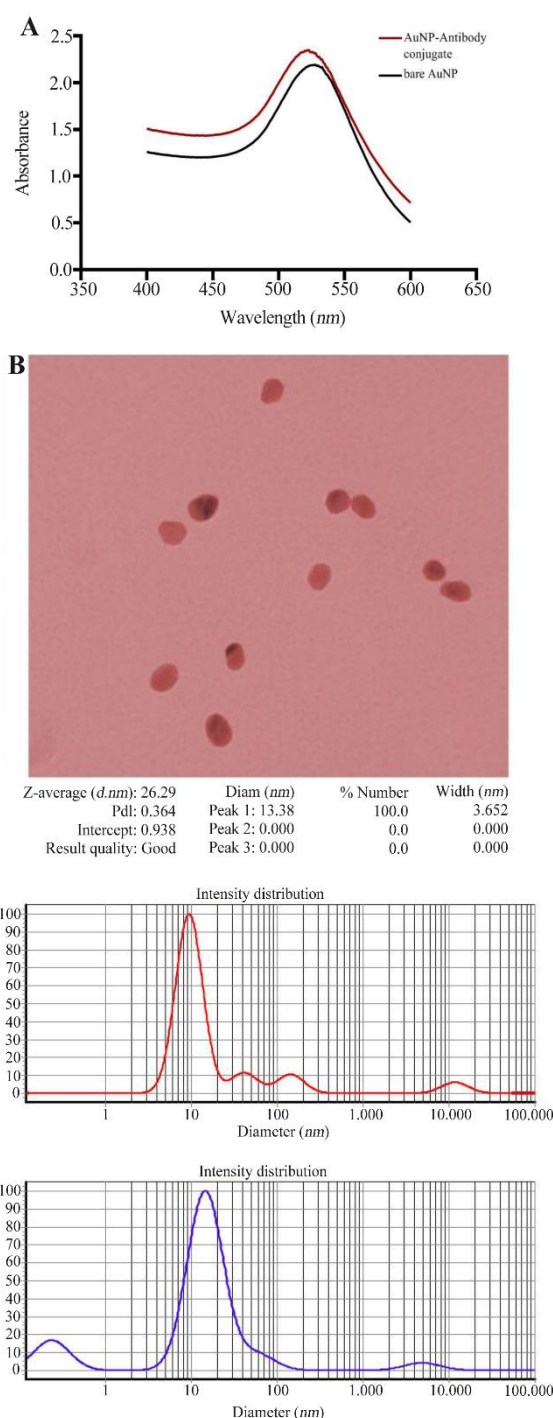 A
AuNP-Antibody
conjugate
bare AuNP
2.5
2.0
1.5
1.0
0.5
0.0
Absorbance
350 400 450 500 550 600 650
Wavelength (nm)
B
Z-average (d.nm): 26.29 Diam (nm) % Number Width (nm)
Pdl: 0.364 Peak 1: 13.38 100.0 3.652
Intercept: 0.938 Peak 2: 0.000 0.0 0.000
Result quality: Good Peak 3: 0.000 0.0 0.000
Intensity distribution
100
90
80
70
60
50
40
30
20
10
0
1 10 100 1.000 10.000 100.000
Diameter (nm)
Intensity distribution
100
90
80
70
60
50
40
30
20
10
0
1 10 100 1.000 10.000 100.000
Diameter (nm)